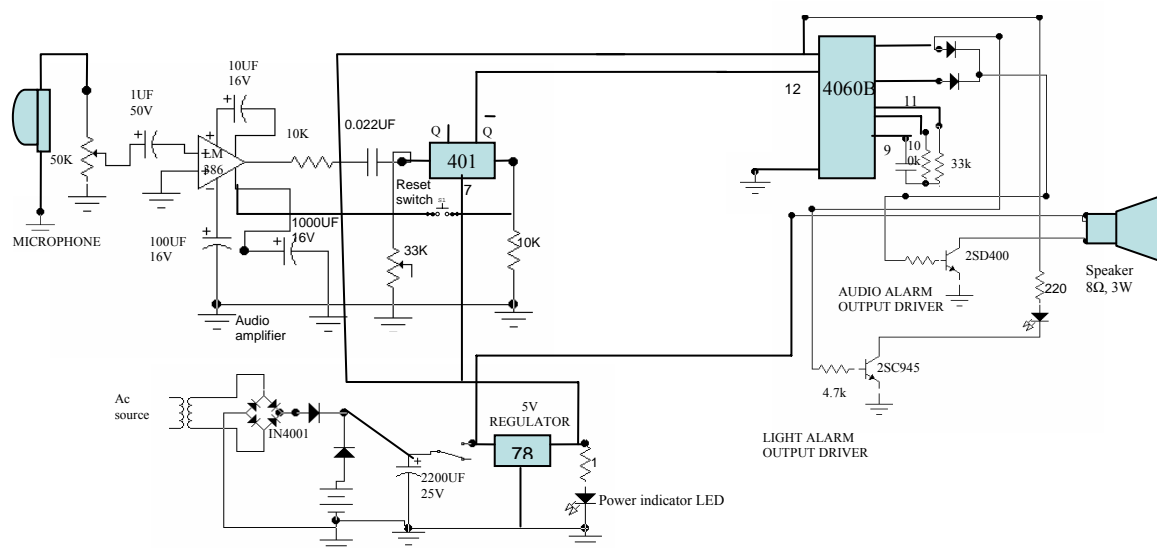 10UF
16V
1UF
50V
50K
MICROPHONE
+
+
LM
386
+
−
10K
0.022UF
Q
Q
401
7
Reset
switch
S1
+
1000UF
16V
+
100UF
16V
33K
10K
Audio
amplifier
12
4060B
11
9
10
0k
33k
2SD400
AUDIO ALARM
OUTPUT DRIVER
220
Speaker
8Ω, 3W
2SC945
4.7k
LIGHT ALARM
OUTPUT DRIVER
Ac
source
IN4001
+
2200UF
25V
5V
REGULATOR
78
1
Power indicator LED